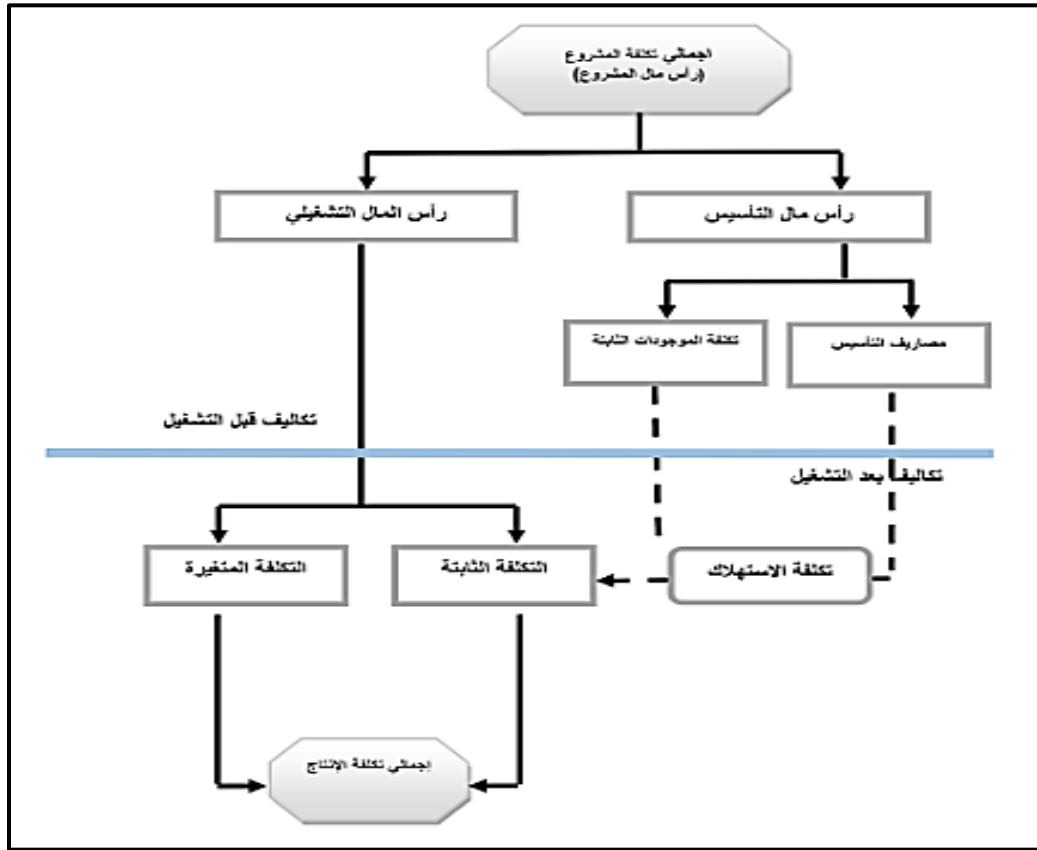 اجمالي تكلفة المشروع
(رأس مال المشروع)
رأس مال التأسيس
رأس المال التشغيلي
مصاريف التأسيس
تكلفة الموجودات الثابتة
تكاليف قبل التشغيل
تكاليف بعد التشغيل
تكلفة الاستهلاك
التكلفة الثابتة
التكلفة المتغيرة
إجمالي تكلفة الإنتاج